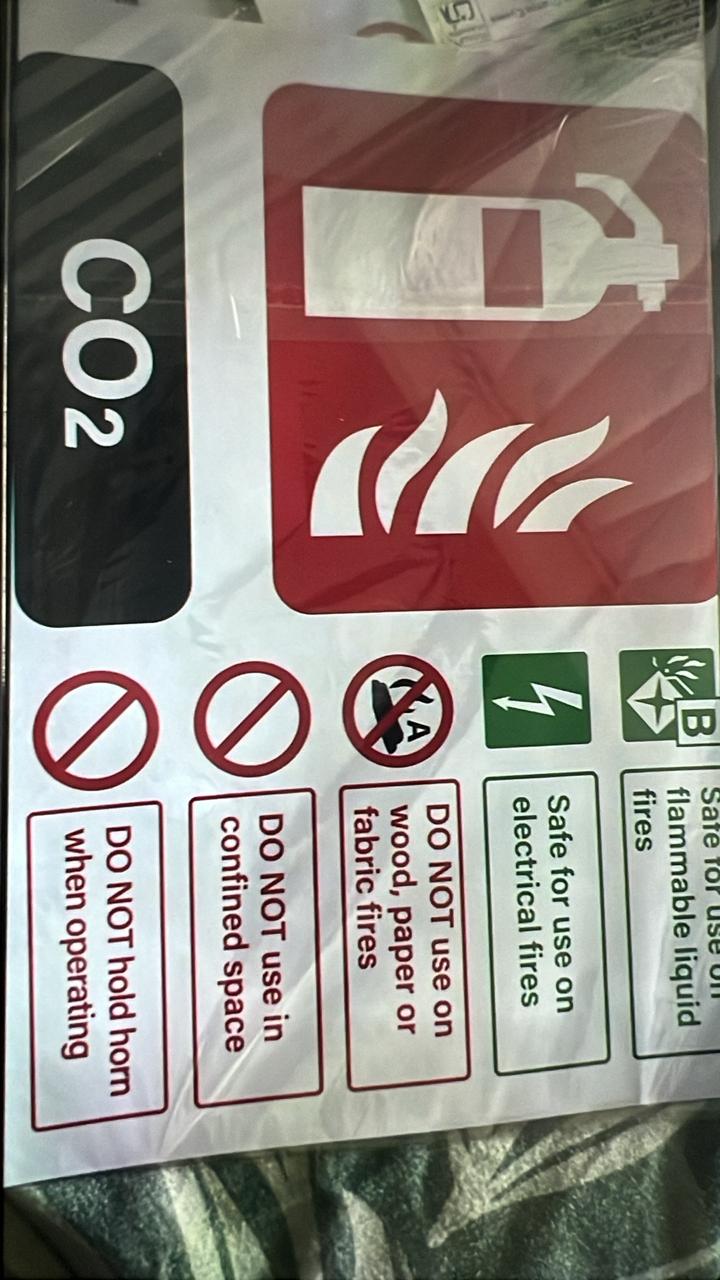 CO2
B
Safe for use on
flammable liquid
fires
Safe for use on
electrical fires
A
DO NOT use on
wood, paper or
fabric fires
DO NOT use in
confined space
DO NOT hold horn
when operating